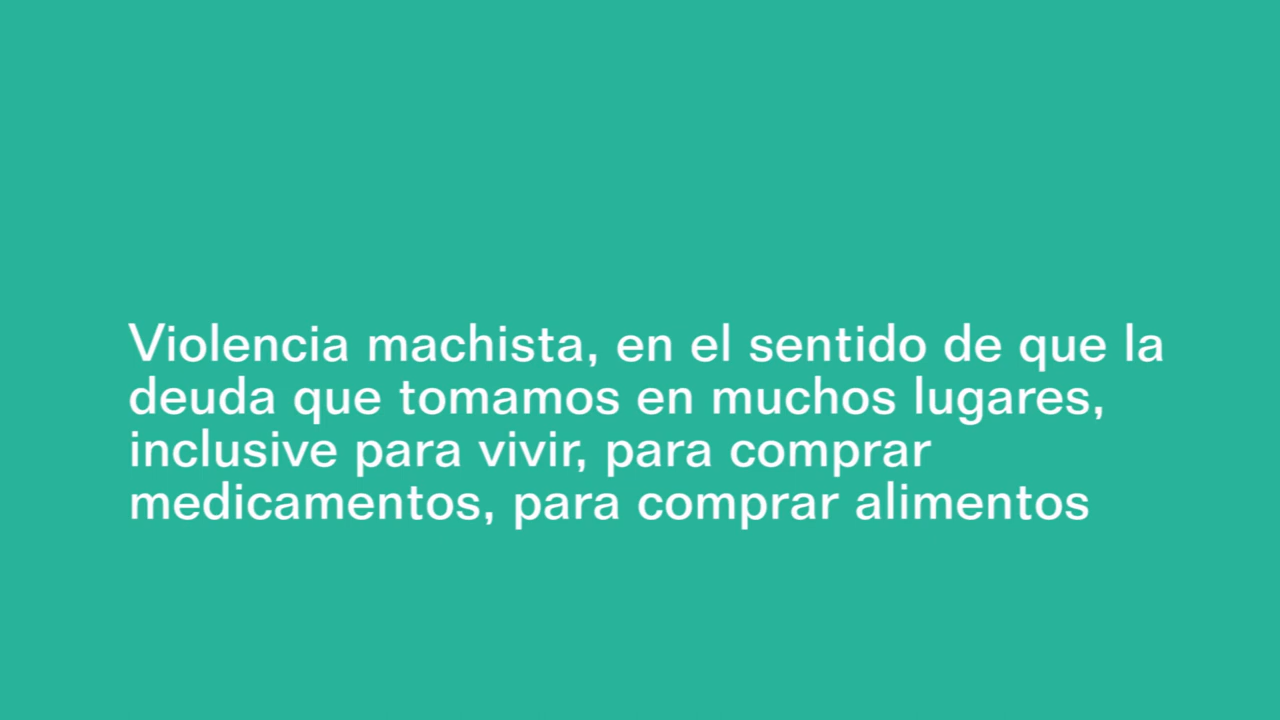 Violencia machista, en el sentido de que la
deuda que tomamos en muchos lugares,
inclusive para vivir, para comprar
medicamentos, para comprar alimentos